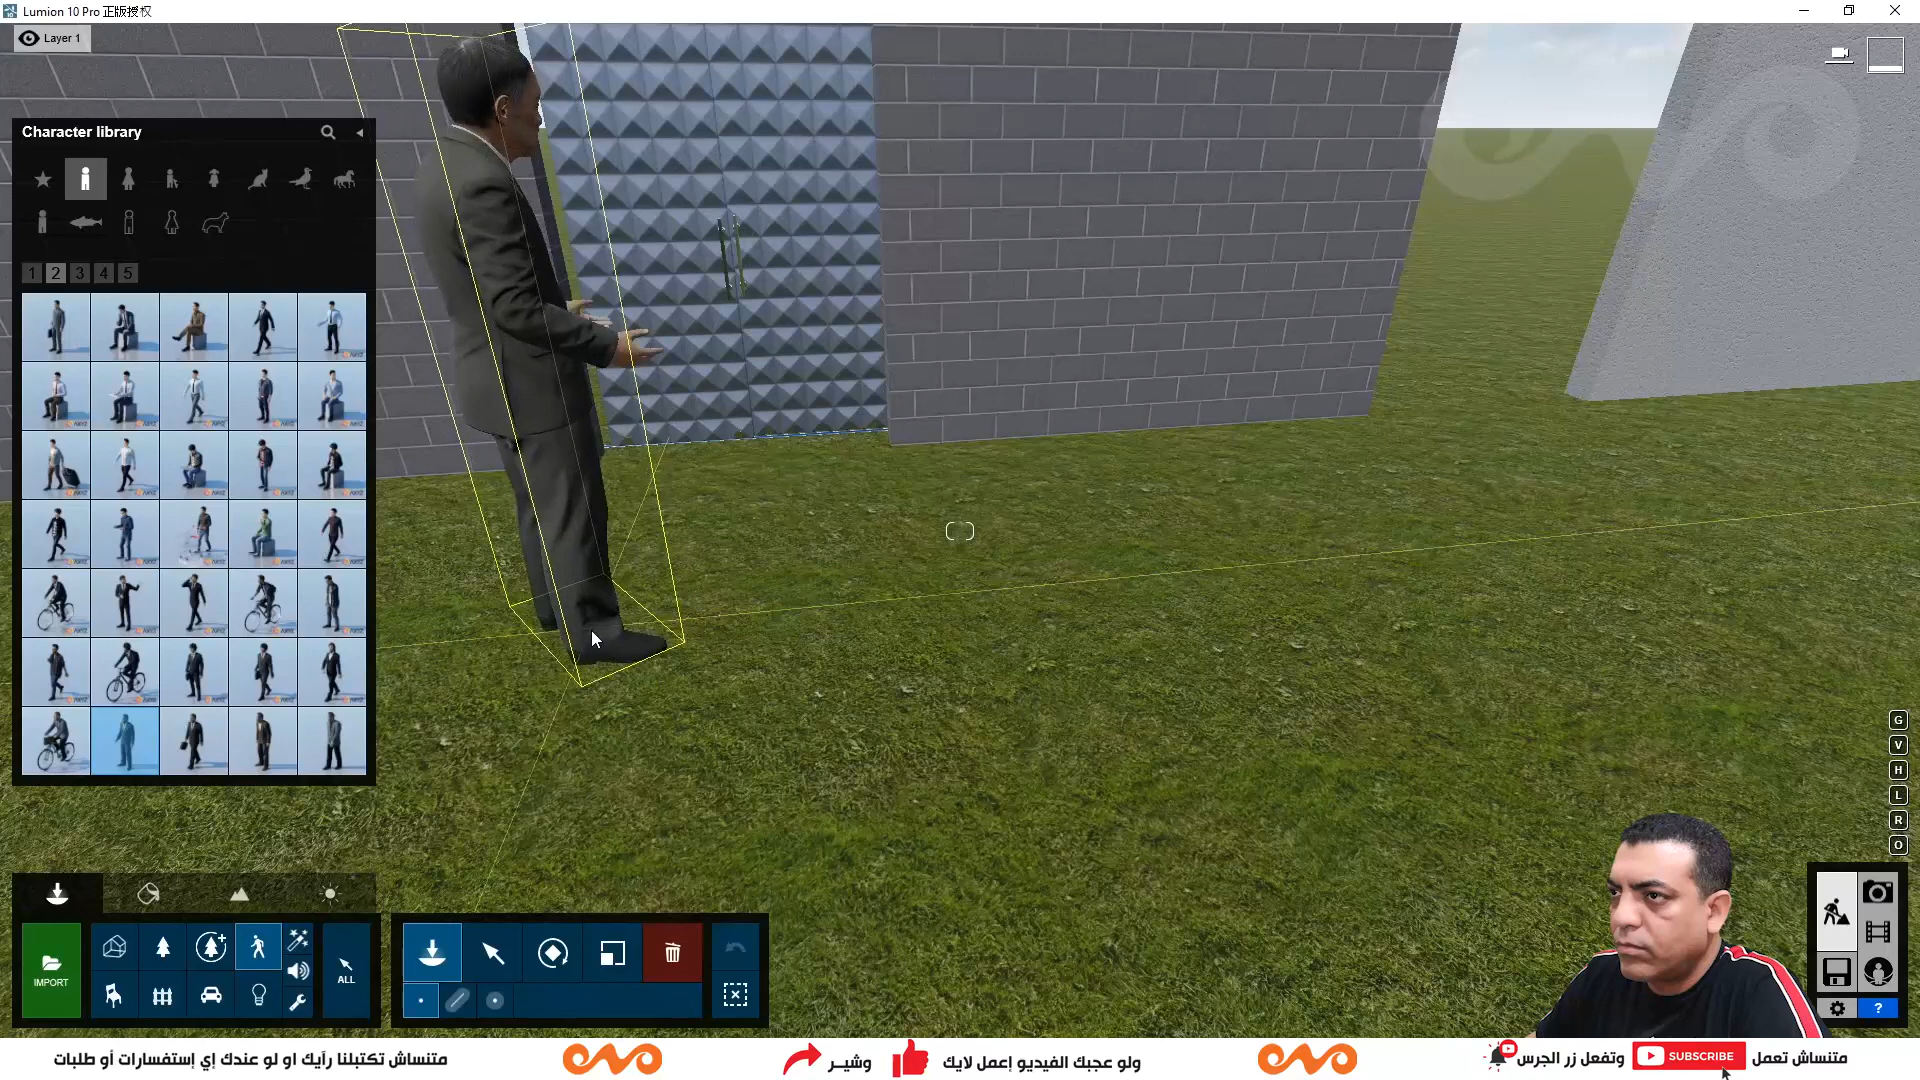 Lumion 10 Pro 正版授权
Layer 1
Character library
1 2 3 4 5
G
V
H
L
R
O
IMPORT
ALL
?
متنساش تكتبلنا رأيك او لو عندك إي إستفسارات أو طلبات
ولو عجبك الفيديو إعمل لايك
وشير
متنساش تعمل
SUBSCRIBE
وتفعل زر الجرس